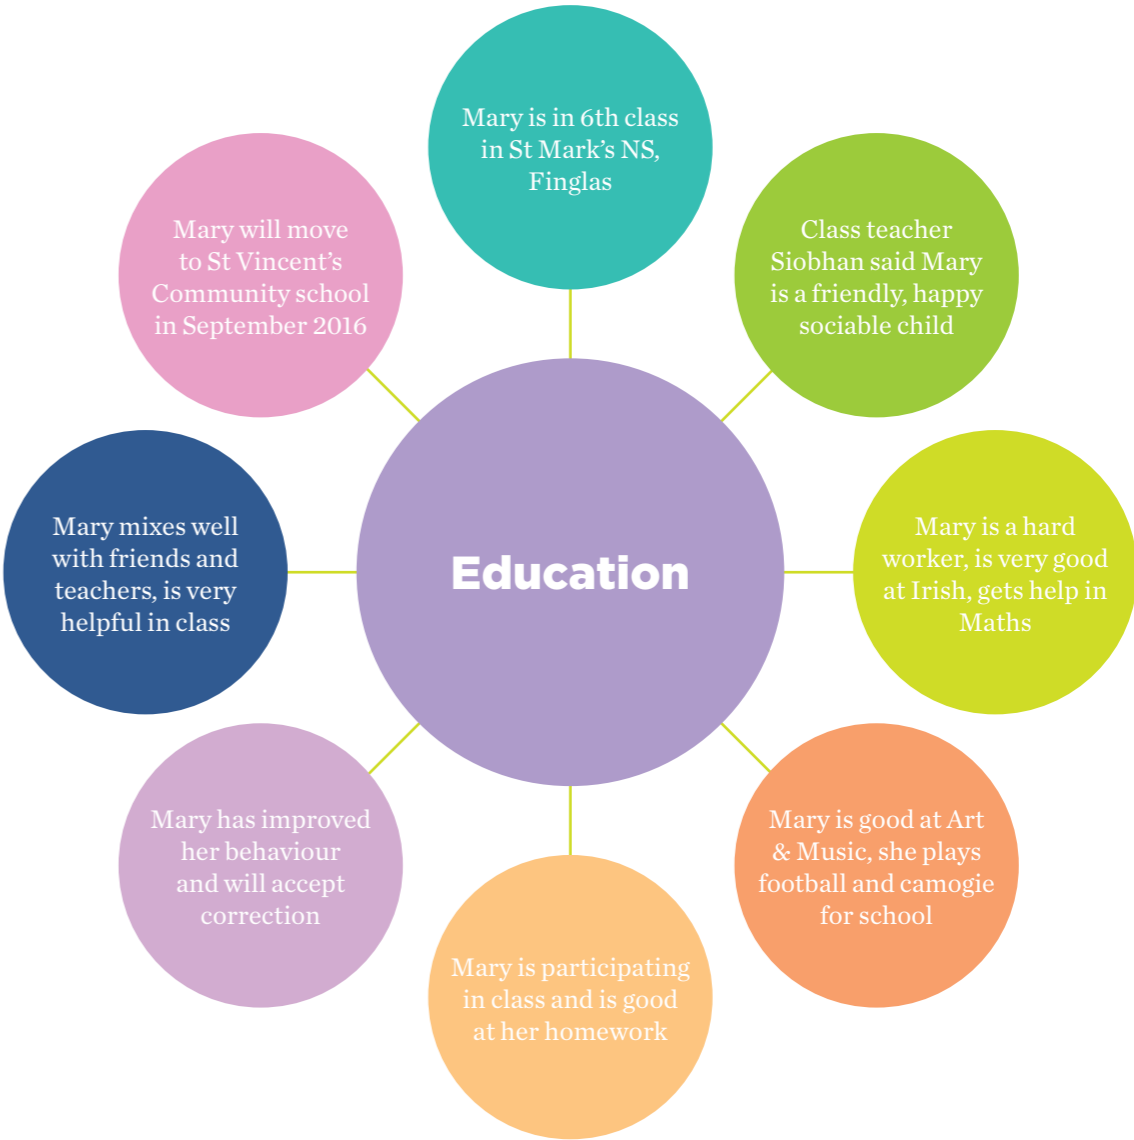 Mary is in 6th class
in St Mark’s NS,
Finglas
Class teacher
Siobhan said Mary
is a friendly, happy
sociable child
Mary is a hard
worker, is very good
at Irish, gets help in
Maths
Mary is good at Art
& Music, she plays
football and camogie
for school
Mary is participating
in class and is good
at her homework
Mary has improved
her behaviour
and will accept
correction
Mary mixes well
with friends and
teachers, is very
helpful in class
Mary will move
to St Vincent’s
Community school
in September 2016
Education